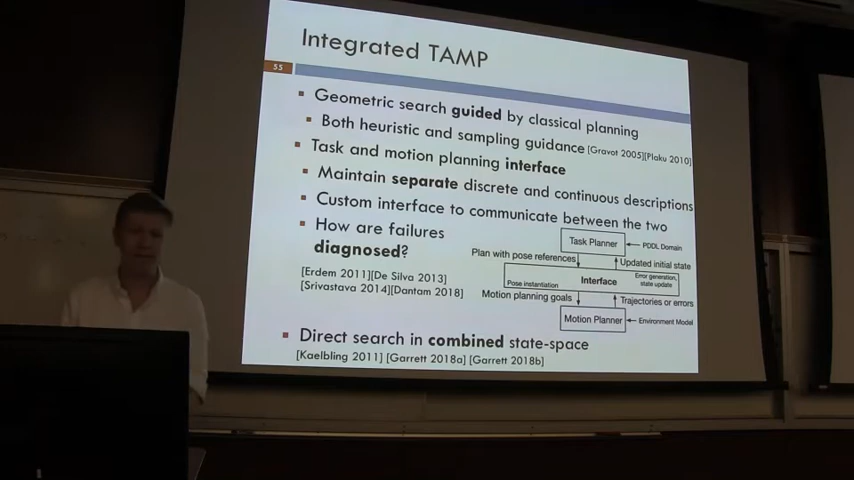 Integrated TAMP
55
Geometric search guided by classical planning
Both heuristic and sampling guidance [Gravot 2005][Plaku 2010]
Task and motion planning interface
Maintain separate discrete and continuous descriptions
Custom interface to communicate between the two
How are failures
diagnosed?
[Erdem 2011][De Silva 2013]
[Srivastava 2014][Dantam 2018]
Task Planner
PDDL Domain
Plan with pose references
Updated initial state
Pose instantiation
Interface
Error generation,
state update
Motion planning goals
Trajectories or errors
Motion Planner
Environment Model
Direct search in combined state-space
[Kaelbling 2011] [Garrett 2018a] [Garrett 2018b]